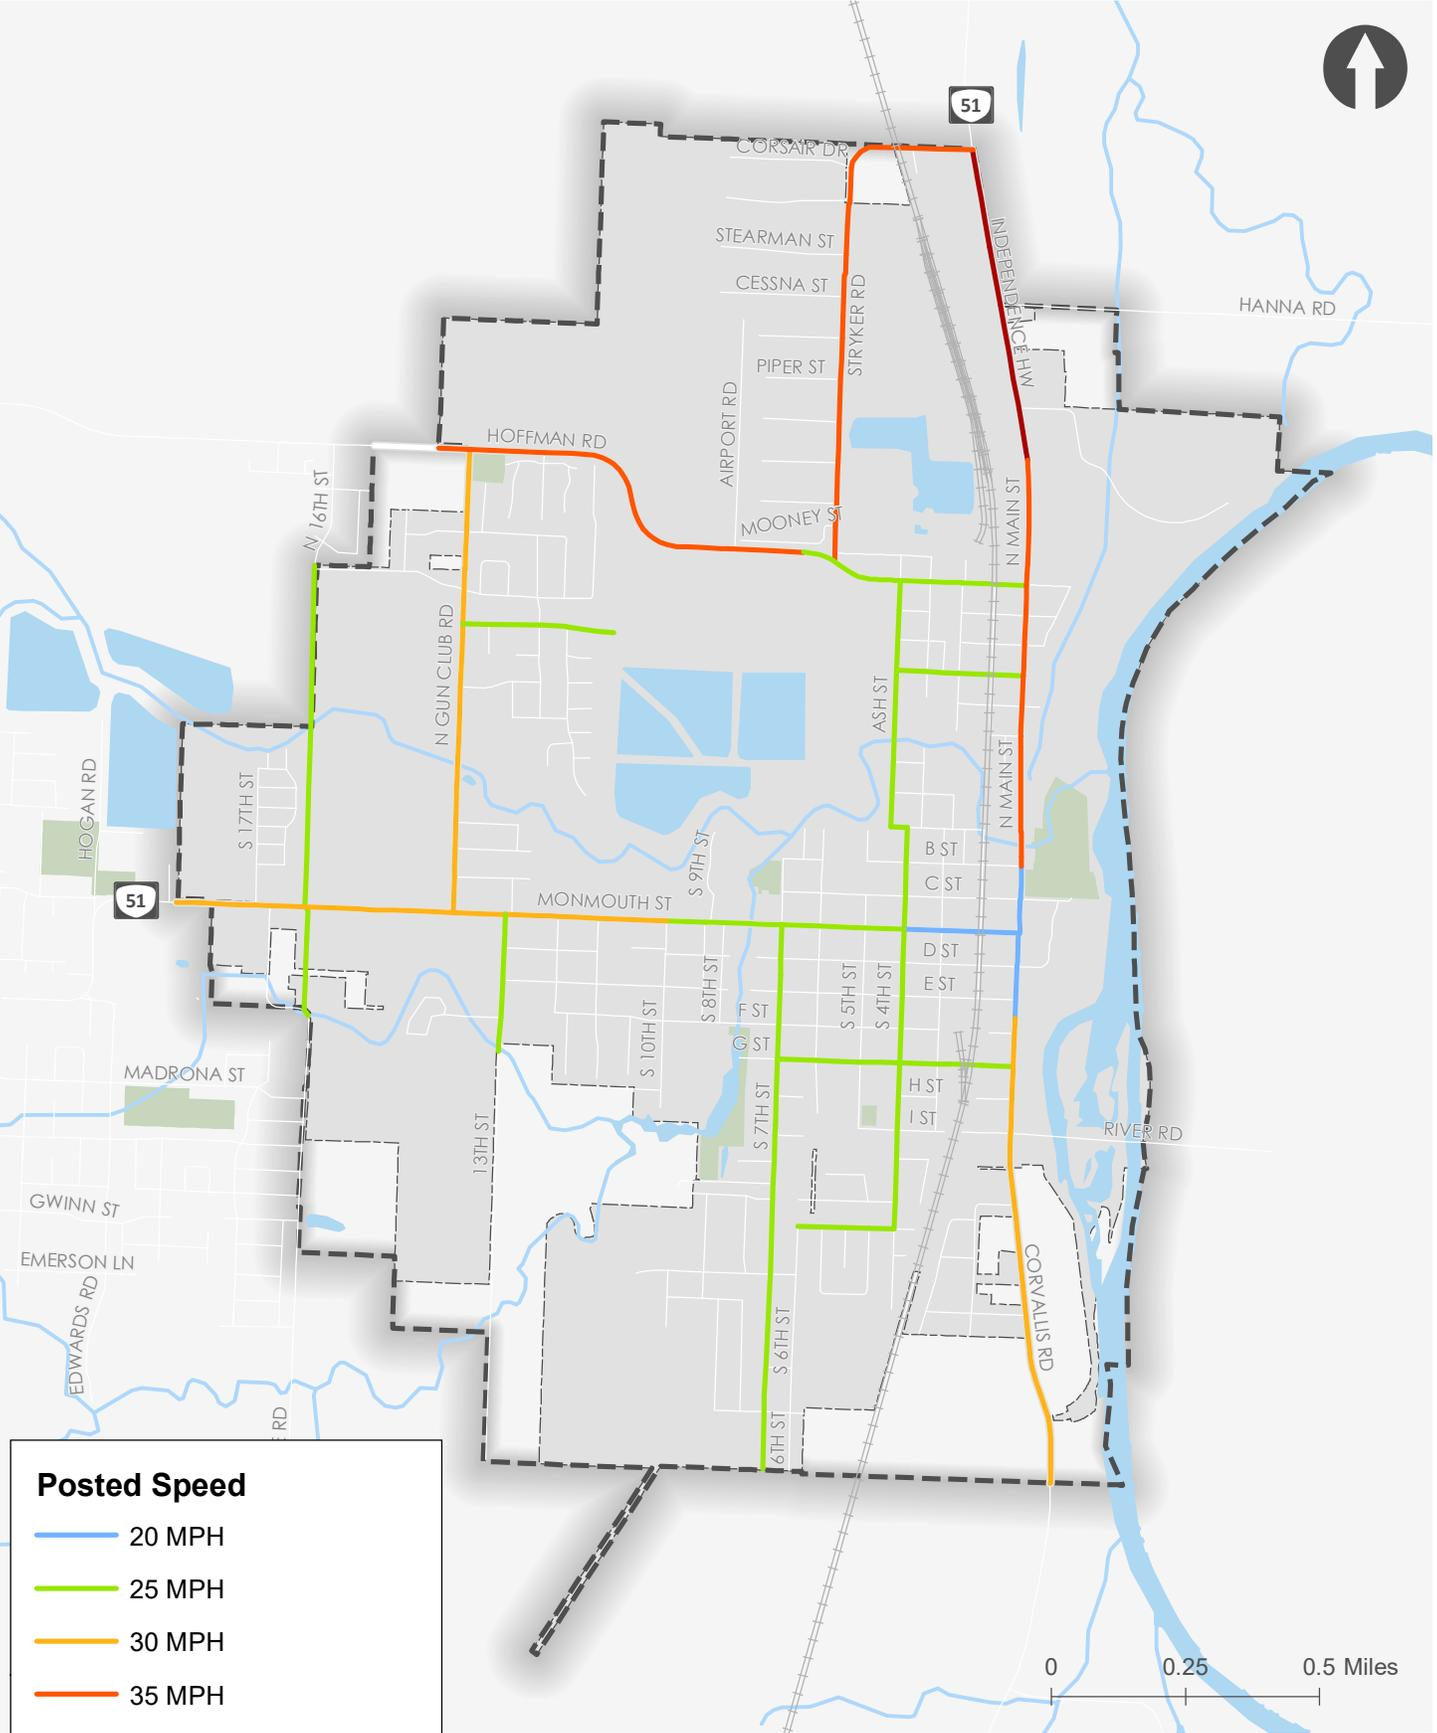 51
CORSAIR DR
STEARMAN ST
CESSNA ST
PIPER ST
STRYKER RD
INDEPENDENCE HW
HANNA RD
AIRPORT RD
HOFFMAN RD
MOONEY ST
N 16TH ST
N MAIN ST
N GUN CLUB RD
ASH ST
N MAIN ST
HOGAN RD
S 17TH ST
S 9TH ST
B ST
C ST
51
MONMOUTH ST
D ST
E ST
S 8TH ST
S 5TH ST
S 4TH ST
F ST
S 10TH ST
G ST
MADRONA ST
H ST
I ST
S 7TH ST
13TH ST
RIVER RD
GWINN ST
EMERSON LN
EDWARDS RD
CORVALLIS RD
S 6TH ST
6TH ST
E RD
Posted Speed
20 MPH
25 MPH
30 MPH
35 MPH
0 0.25 0.5 Miles